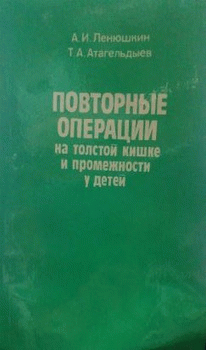 А. И. Ленюшкин
Т. А. Атагельдыев
ПОВТОРНЫЕ
ОПЕРАЦИИ
на толстой кишке
и промежности
у детей